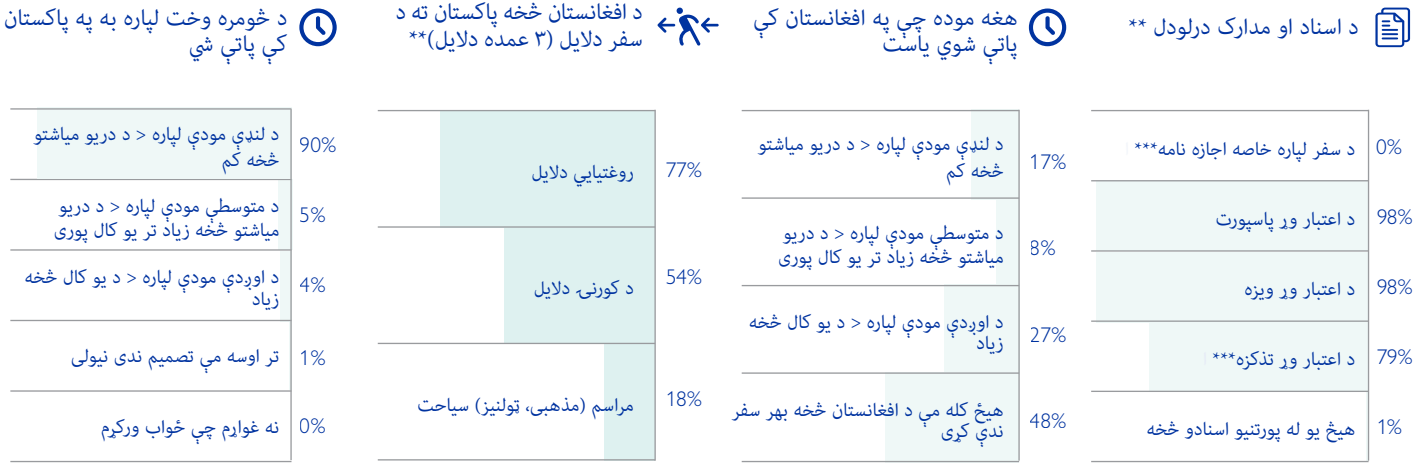 د اسناد او مدارک درلودل **
د سفر لپاره خاصه اجازه نامه*** 0%
د اعتبار وړ پاسپورت 98%
د اعتبار وړ ویزه 98%
د اعتبار وړ تذکره*** 79%
هیڅ یو له پورتنیو اسنادو څخه 1%
هغه موده چې په افغانستان کې
پاتې شوي یاست
د لنډې مودې لپاره < د دریو میاشتو
څخه کم 17%
د متوسطې مودې لپاره < د دریو
میاشتو څخه زیاد تر یو کال پوری 8%
د اوږدې مودې لپاره < د یو کال څخه
زیاد 27%
هیڅ کله مې د افغانستان څخه بهر سفر
ندې کړی 48%
د افغانستان څخه پاکستان ته د
سفر دلایل (۳ عمده دلایل)**
روغتیايي دلایل 77%
د کورنۍ دلایل 54%
مراسم (مذهبی، ټولنیز) سیاحت 18%
د څومره وخت لپاره به په پاکستان
کې پاتې شي
د لنډې مودې لپاره < د دریو میاشتو
څخه کم 90%
د متوسطې مودې لپاره < د دریو
میاشتو څخه زیاد تر یو کال پوری 5%
د اوږدې مودې لپاره < د یو کال څخه
زیاد 4%
تر اوسه مې تصمیم ندی نیولی 1%
نه غواړم چې ځواب ورکړم 0%